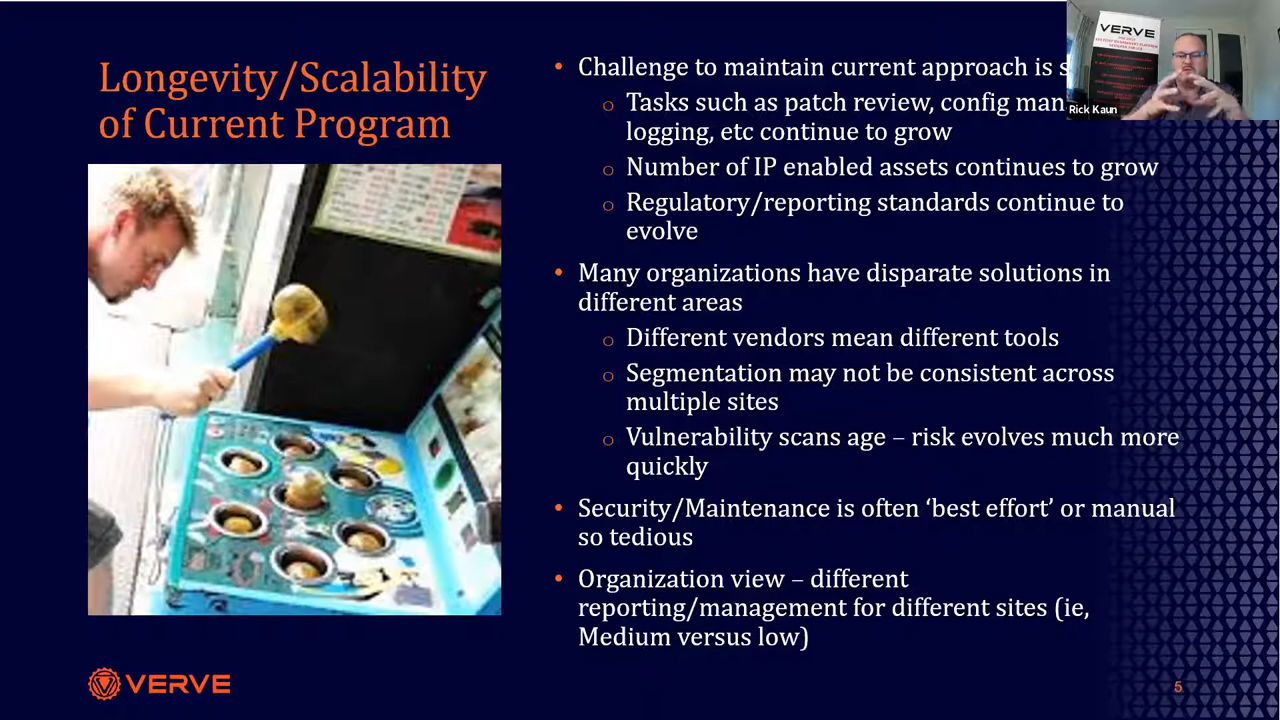 Longevity/Scalability
of Current Program
• Challenge to maintain current approach is
o Tasks such as patch review, config man
logging, etc continue to grow
o Number of IP enabled assets continues to grow
o Regulatory/reporting standards continue to
evolve
• Many organizations have disparate solutions in
different areas
o Different vendors mean different tools
o Segmentation may not be consistent across
multiple sites
o Vulnerability scans age – risk evolves much more
quickly
• Security/Maintenance is often ‘best effort’ or manual
so tedious
• Organization view – different
reporting/management for different sites (ie,
Medium versus low)
VERVE
Rick Kaun
VERVE
5